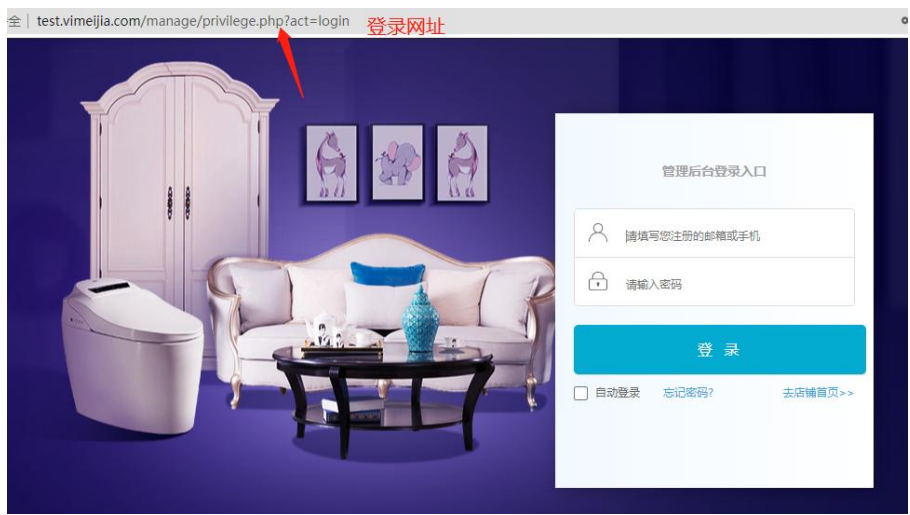 全 | test.vimeijia.com/manage/privilege.php?act=login
登录网址
管理后台登录入口
请填写您注册的邮箱或手机
请输入密码
登 录
自动登录 忘记密码? 去店铺首页>>